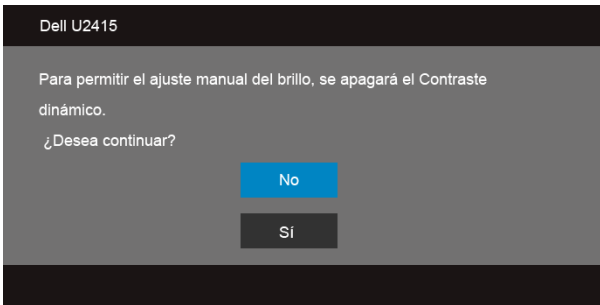 Dell U2415
Para permitir el ajuste manual del brillo, se apagará el Contraste
dinámico.
¿Desea continuar?
No
Sí